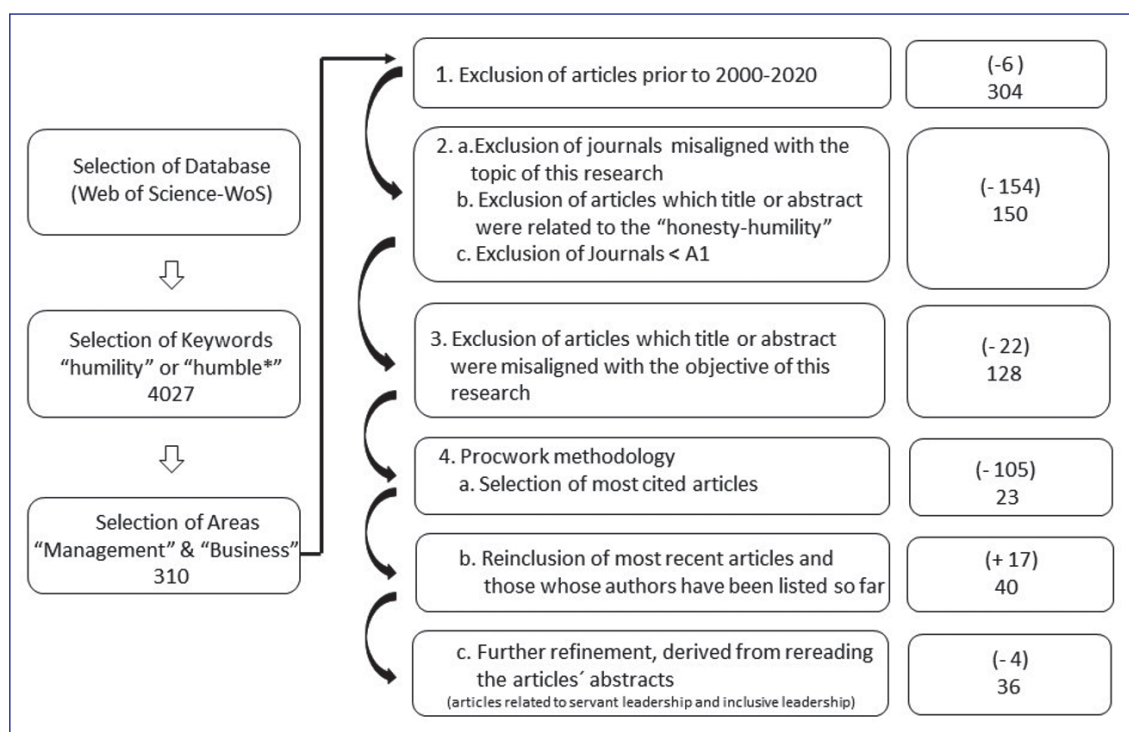 Selection of Database
(Web of Science-WoS)
Selection of Keywords
“humility” or “humble*”
4027
Selection of Areas
“Management” & “Business”
310
1. Exclusion of articles prior to 2000-2020
(-6 )
304
2. a.Exclusion of journals misaligned with the
topic of this research
b. Exclusion of articles which title or abstract
were related to the “honesty-humility”
c. Exclusion of Journals < A1
(- 154)
150
3. Exclusion of articles which title or abstract
were misaligned with the objective of this
research
(- 22)
128
4. Procwork methodology
a. Selection of most cited articles
(- 105)
23
b. Reinclusion of most recent articles and
those whose authors have been listed so far
(+ 17)
40
c. Further refinement, derived from rereading
the articles´ abstracts
(articles related to servant leadership and inclusive leadership)
(- 4)
36